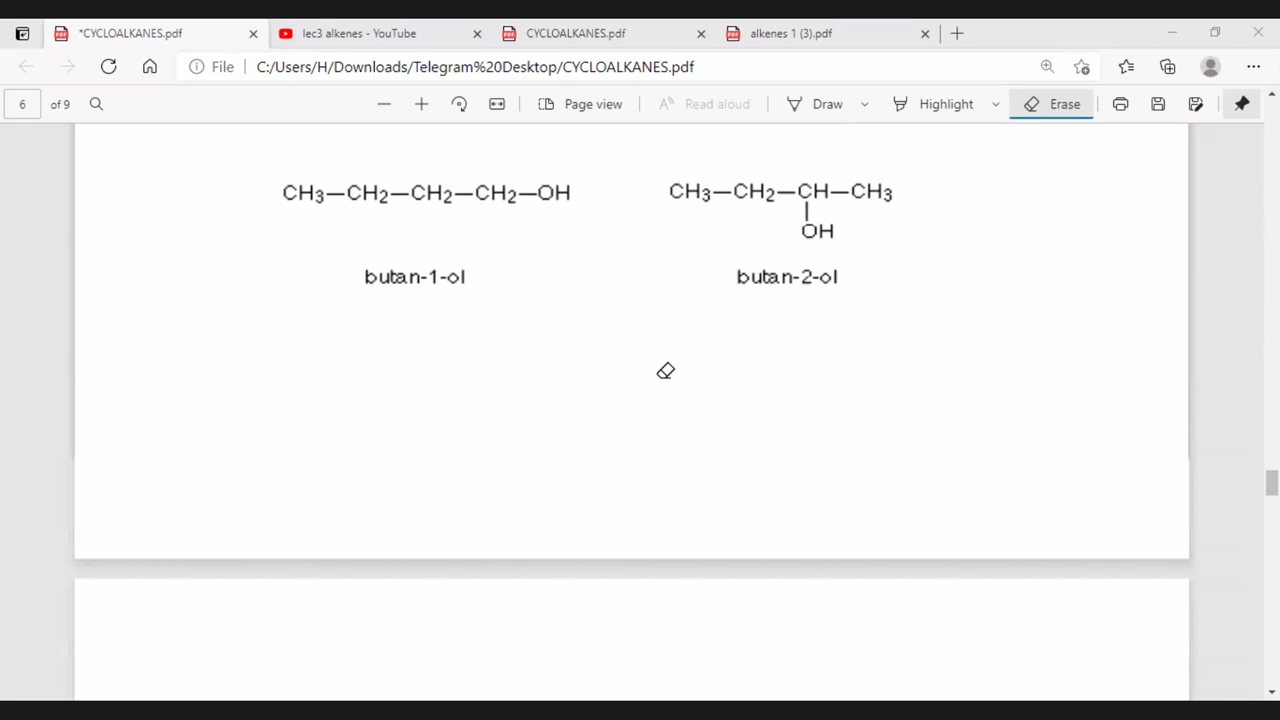 *CYCLOALKANES.pdf
lec3 alkenes - YouTube
CYCLOALKANES.pdf
alkenes 1 (3).pdf
File
C:/Users/H/Downloads/Telegram%20Desktop/CYCLOALKANES.pdf
6 of 9
Page view
Read aloud
Draw
Highlight
Erase
CH3—CH2—CH2—CH2—OH
CH3—CH2—CH—CH3
OH
butan-1-ol
butan-2-ol